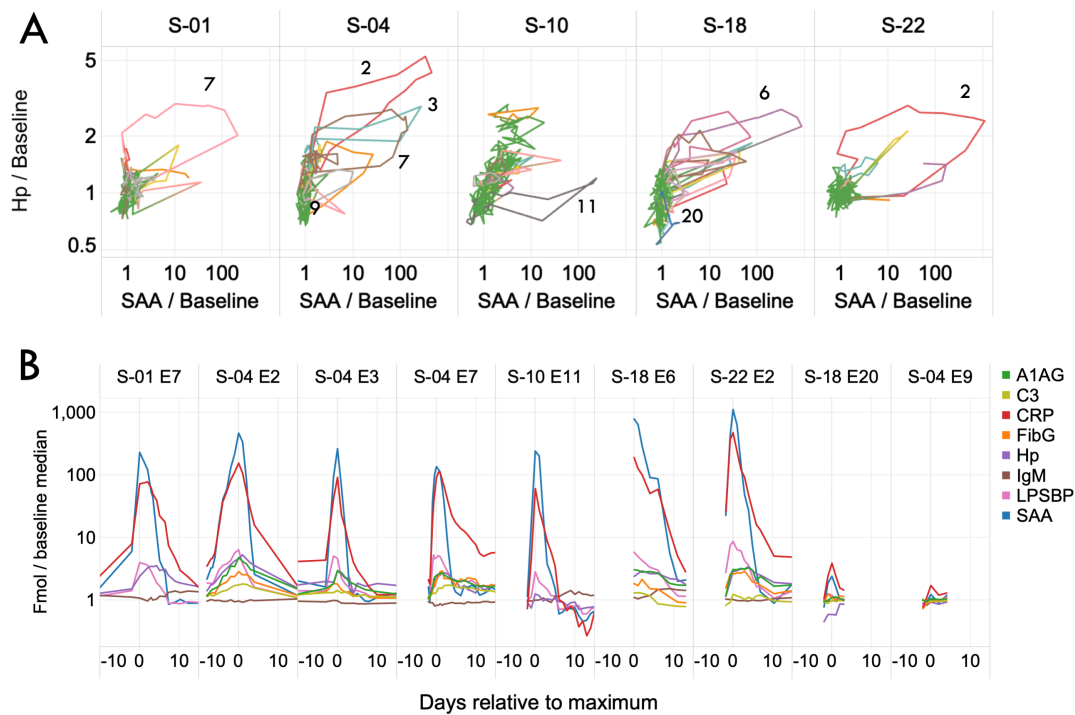 A
S-01 S-04 S-10 S-18 S-22
Hp / Baseline
5
2
1
0.5
7
2
3
7
9
11
6
20
2
1 10 100 1 10 100 1 10 100 1 10 100 1 10 100
SAA / Baseline SAA / Baseline SAA / Baseline SAA / Baseline SAA / Baseline
B
S-01 E7 S-04 E2 S-04 E3 S-04 E7 S-10 E11 S-18 E6 S-22 E2 S-18 E20 S-04 E9
Fmol / baseline median
1,000
100
10
1
A1AG
C3
CRP
FibG
Hp
IgM
LPSBP
SAA
-10 0 10 -10 0 10 -10 0 10 -10 0 10 -10 0 10 -10 0 10 -10 0 10 -10 0 10 -10 0 10
Days relative to maximum